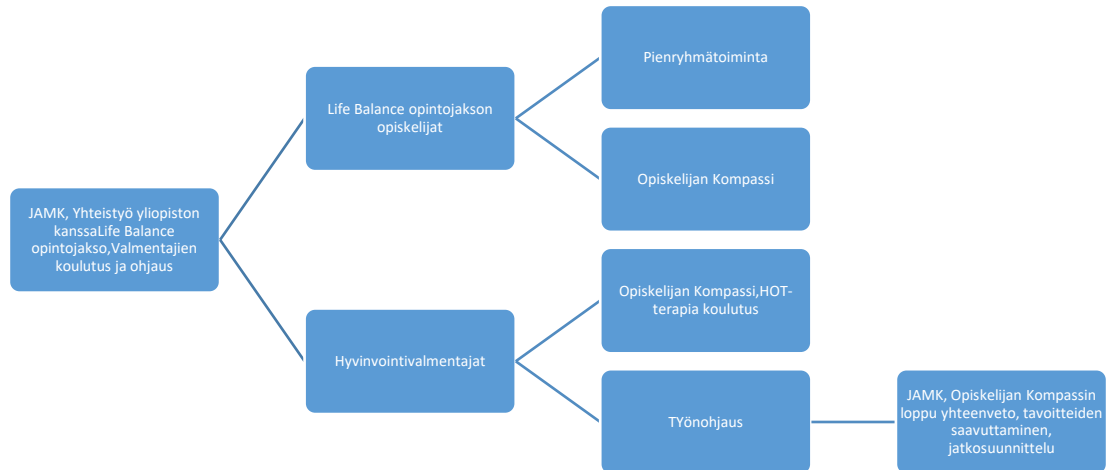 Pienryhmätoiminta
Life Balance opintojakson
opiskelijat
Opiskelijan Kompassi
JAMK, Yhteistyö yliopiston
kanssaLife Balance
opintojakso,Valmentajien
koulutus ja ohjaus
Opiskelijan Kompassi,HOT-
terapia koulutus
Hyvinvointivalmentajat
TYönohjaus
JAMK, Opiskelijan Kompassin
loppu yhteenveto, tavoitteiden
saavuttaminen,
jatkosuunnittelu